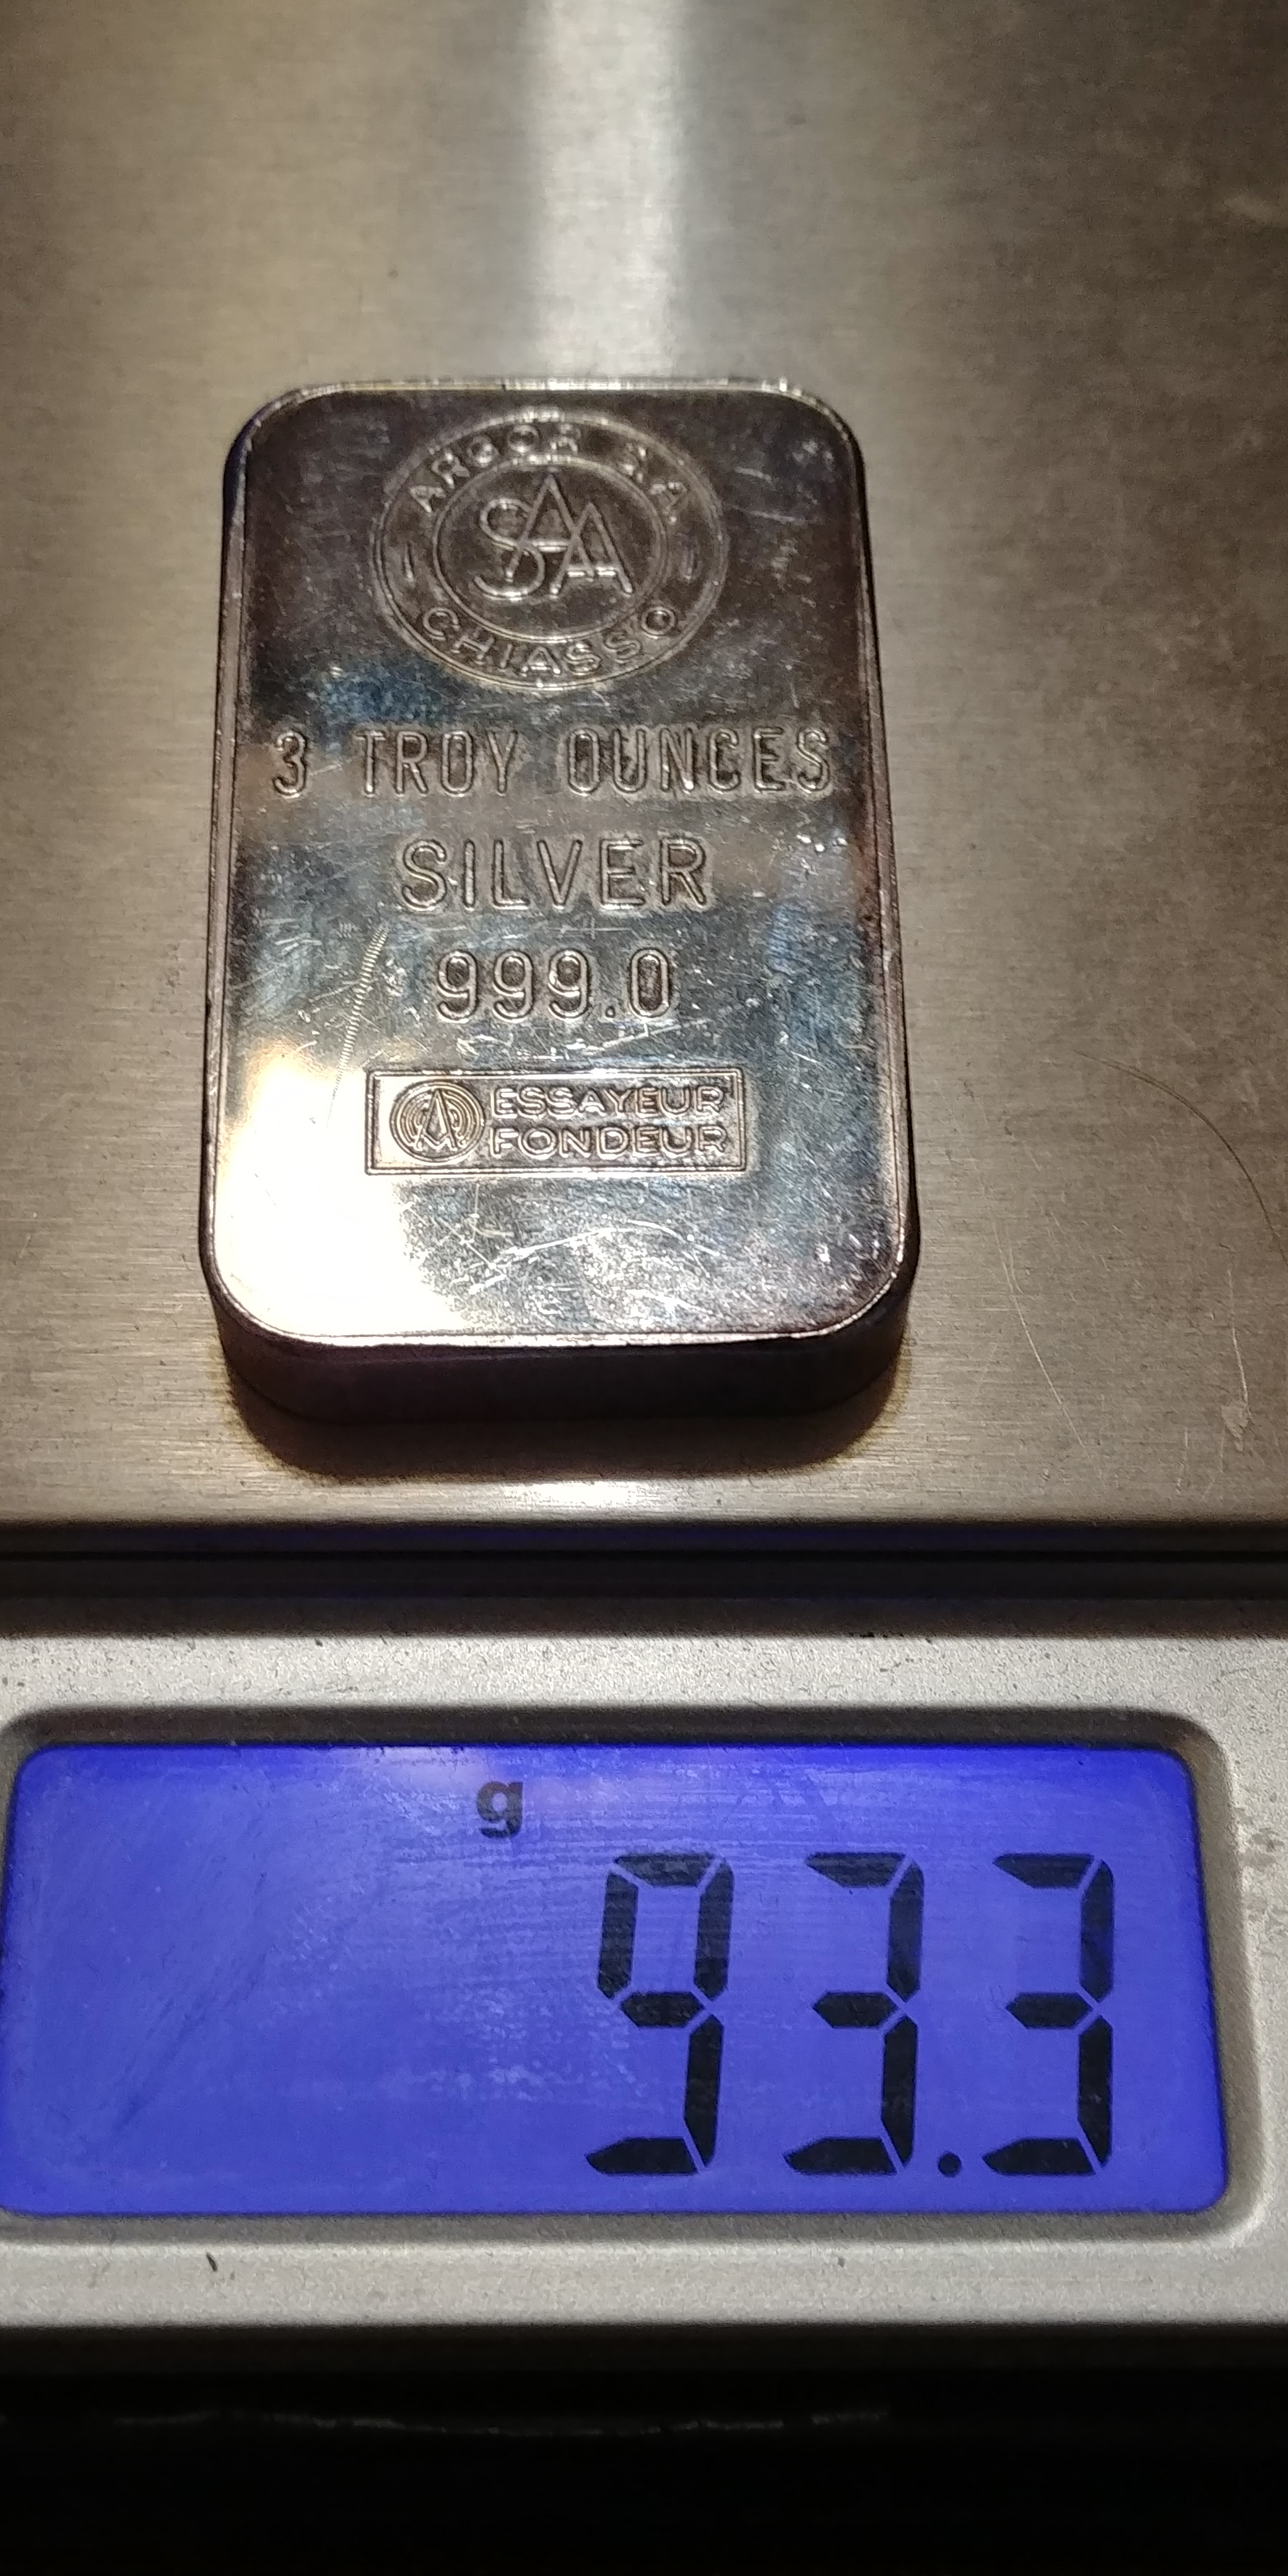 ARGOR S.A.
SAA
CHIASSO
3 TROY OUNCES
SILVER
999.0
A ESSAYEUR
FONDEUR
g
93.3